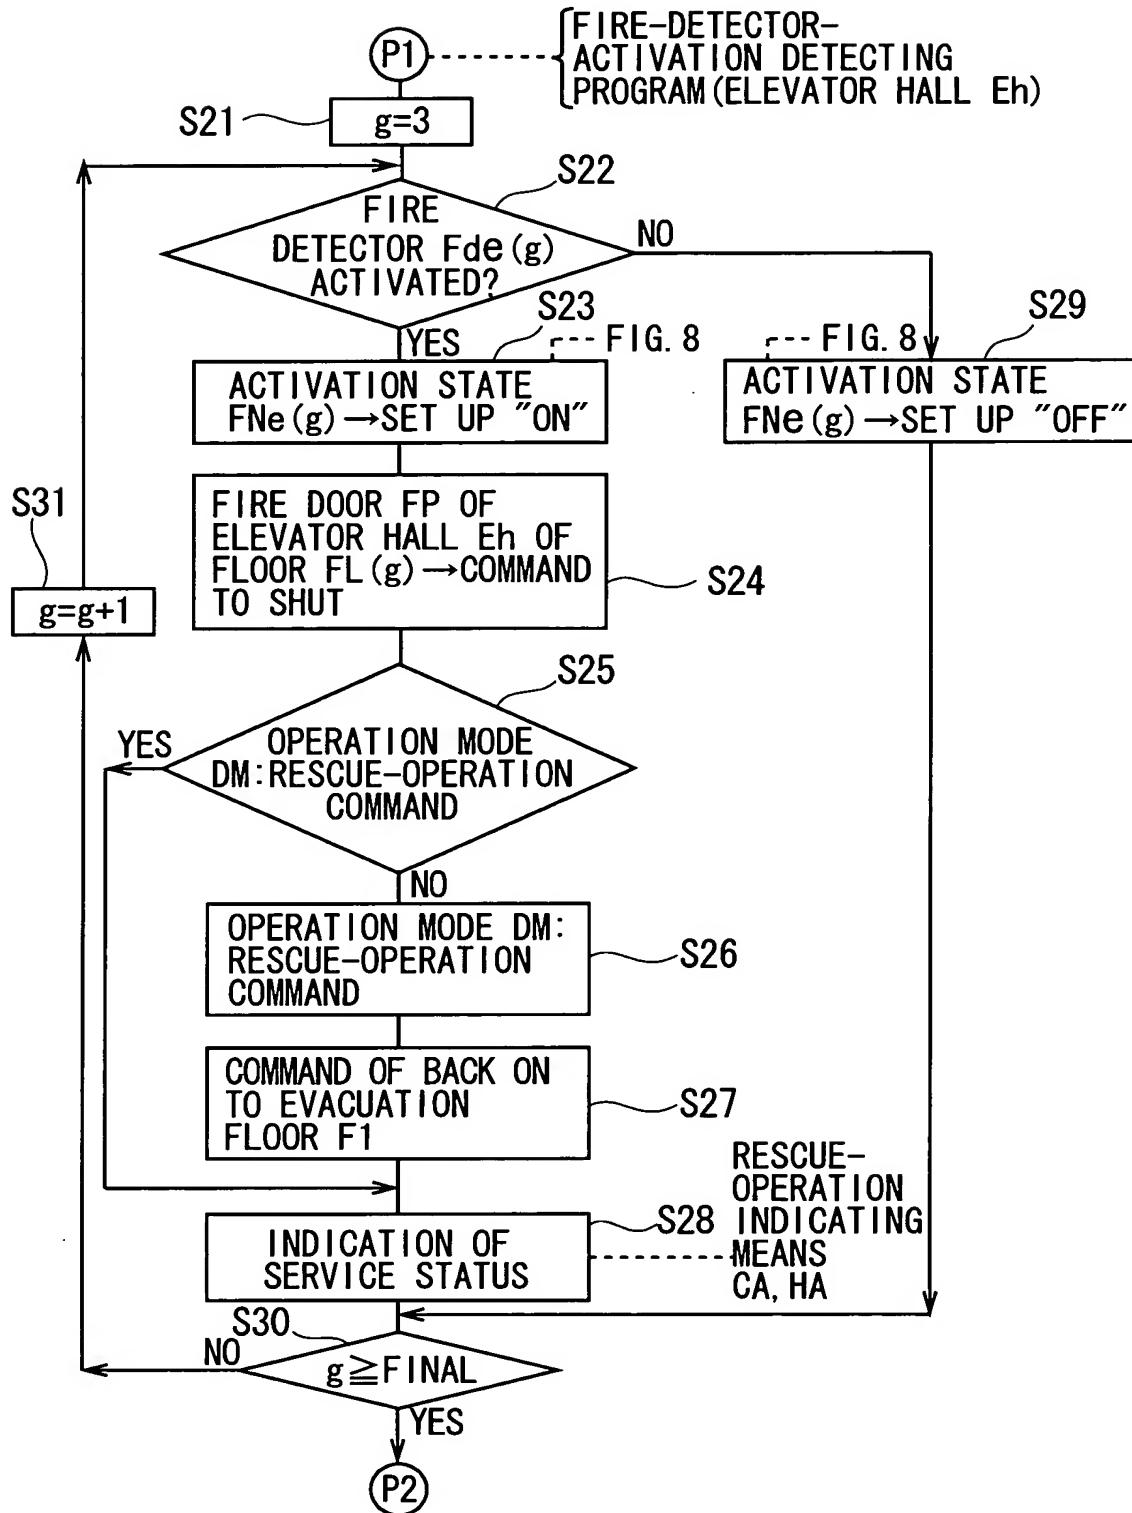 P1
FIRE-DETECTOR-
ACTIVATION DETECTING
PROGRAM(ELEVATOR HALL Eh)
S21
g=3
S22
FIRE
DETECTOR Fde(g)
ACTIVATED?
NO
YES
S23
FIG.8
ACTIVATION STATE
FNe(g)→SET UP "ON"
S29
FIG.8
ACTIVATION STATE
FNe(g)→SET UP "OFF"
S31
g=g+1
FIRE DOOR FP OF
ELEVATOR HALL Eh OF
FLOOR FL(g)→COMMAND
TO SHUT
S24
S25
YES
OPERATION MODE
DM:RESCUE-OPERATION
COMMAND
NO
OPERATION MODE DM:
RESCUE-OPERATION
COMMAND
S26
COMMAND OF BACK ON
TO EVACUATION
FLOOR F1
S27
INDICATION OF
SERVICE STATUS
S28
RESCUE-
OPERATION
INDICATING
MEANS
CA,HA
S30
NO
g≧FINAL
YES
P2